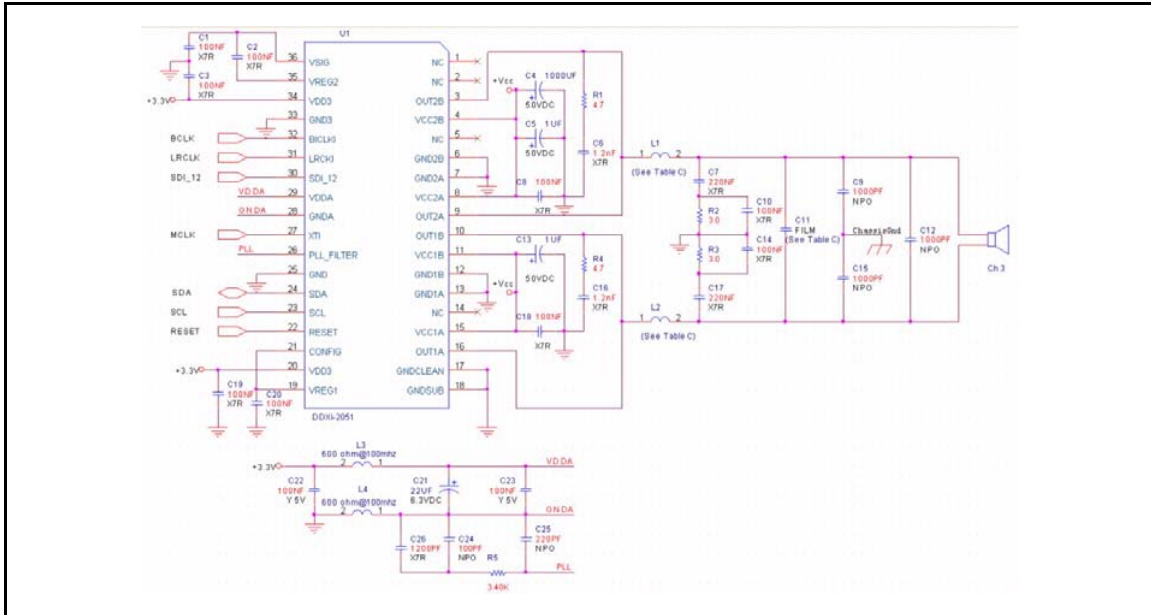 U1
C1
100NF
X7R
C2
100NF
X7R
C3
100NF
X7R
+3.3V
BCLK
LRCLK
SDI_12
VDDA
GNDA
MCLK
PLL
SDA
SCL
RESET
+3.3V
C19
100NF
X7R
C20
100NF
X7R
36 VSIG
35 VREG2
34 VDD3
33 GND3
32 BICLKI
31 LRCKI
30 SDI_12
29 VDDA
28 GNDA
27 XTI
26 PLL_FILTER
25 GND
24 SDA
23 SCL
22 RESET
21 CONFIG
20 VDD3
19 VREG1
NC 1
NC 2
OUT2B 3
VCC2B 4
NC 5
GND2B 6
GND2A 7
VCC2A 8
OUT2A 9
OUT1B 10
VCC1B 11
GND1B 12
GND1A 13
NC 14
VCC1A 15
OUT1A 16
GNDCLEAN 17
GNDSUB 18
DDXi-2051
+Vcc
C4 1000UF
50VDC
C5 1UF
50VDC
C8 100NF
X7R
R1
4.7
C6
1.2nF
X7R
C13 1UF
50VDC
+Vcc
C18 100NF
X7R
R4
4.7
C16
1.2nF
X7R
L1
1 2
(See Table C)
L2
1 2
(See Table C)
C7
220NF
X7R
R2
3.0
R3
3.0
C17
220NF
X7R
C10
100NF
X7R
C14
100NF
X7R
C11
FILM
(See Table C)
C9
1000PF
NPO
ChassisGnd
C15
1000PF
NPO
C12
1000PF
NPO
Ch 3
L3
600 ohm@100mhz
2 1
+3.3V
VDDA
C22
100NF
Y 5V
L4
600 ohm@100mhz
2 1
C21
22UF
6.3VDC
C23
100NF
Y 5V
GNDA
C26
1200PF
X7R
C24
100PF
NPO
C25
220PF
NPO
R5
3.40K
PLL